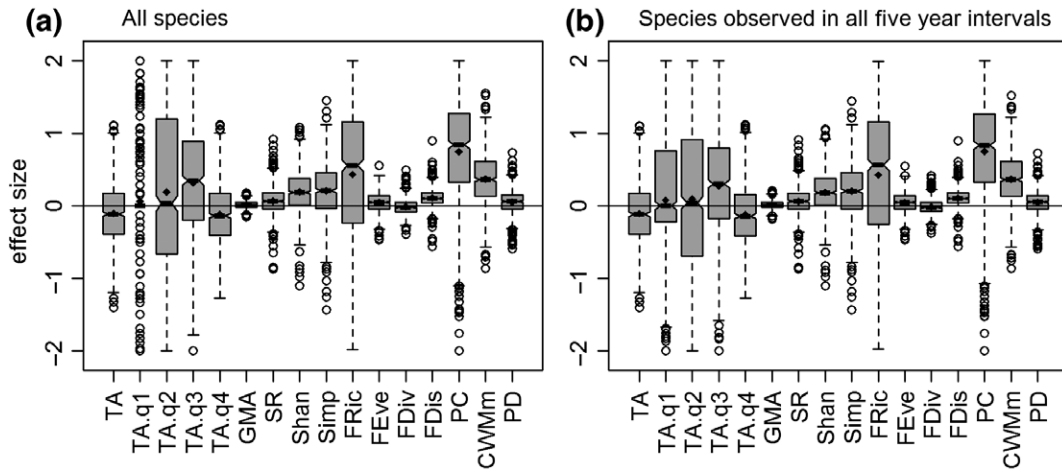 (a) All species
(b) Species observed in all five year intervals
effect size
2
1
0
−1
−2
2
1
0
−1
−2
TA
TA.q1
TA.q2
TA.q3
TA.q4
GMA
SR
Shan
Simp
FRic
FEve
FDiv
FDis
PC
CWMm
PD
TA
TA.q1
TA.q2
TA.q3
TA.q4
GMA
SR
Shan
Simp
FRic
FEve
FDiv
FDis
PC
CWMm
PD